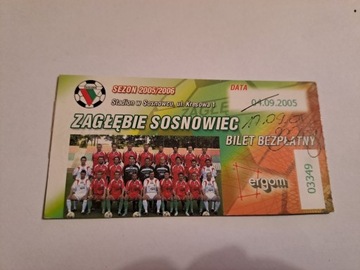 SEZON 2005/2006
Stadion w Sosnowcu, ul. Kresowa 1
DATA
04.09.2005
ZAGŁĘBIE SOSNOWIEC
BILET BEZPŁATNY
ergom
03349